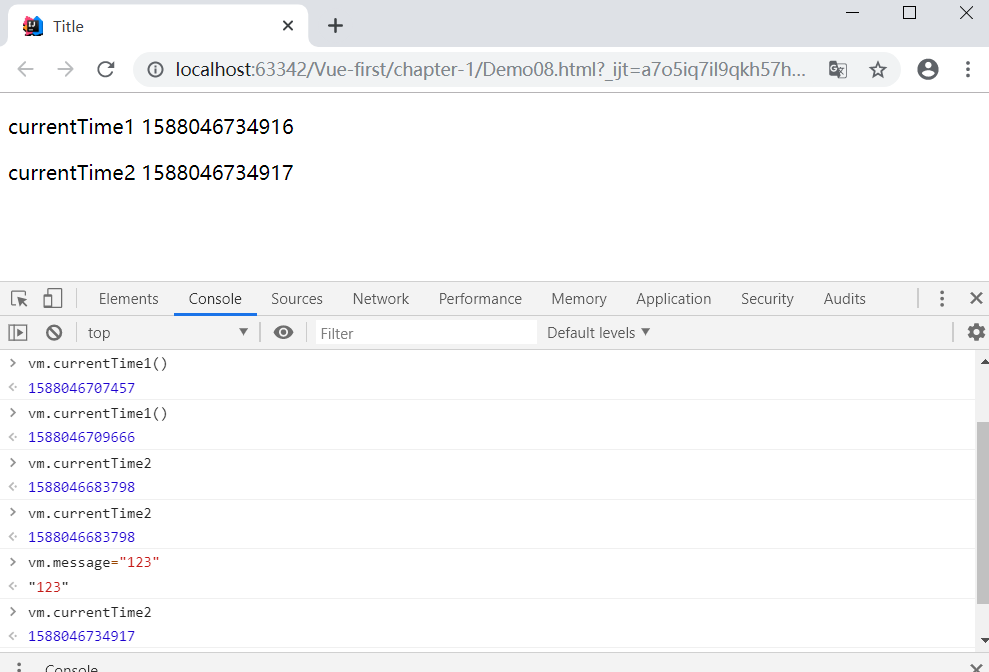 Title
localhost:63342/Vue-first/chapter-1/Demo08.html?_ijt=a7o5iq7il9qkh57h...
currentTime1 1588046734916
currentTime2 1588046734917
Elements Console Sources Network Performance Memory Application Security Audits
top Filter Default levels
vm.currentTime1()
1588046707457
vm.currentTime1()
1588046709666
vm.currentTime2
1588046683798
vm.currentTime2
1588046683798
vm.message="123"
"123"
vm.currentTime2
1588046734917
Console